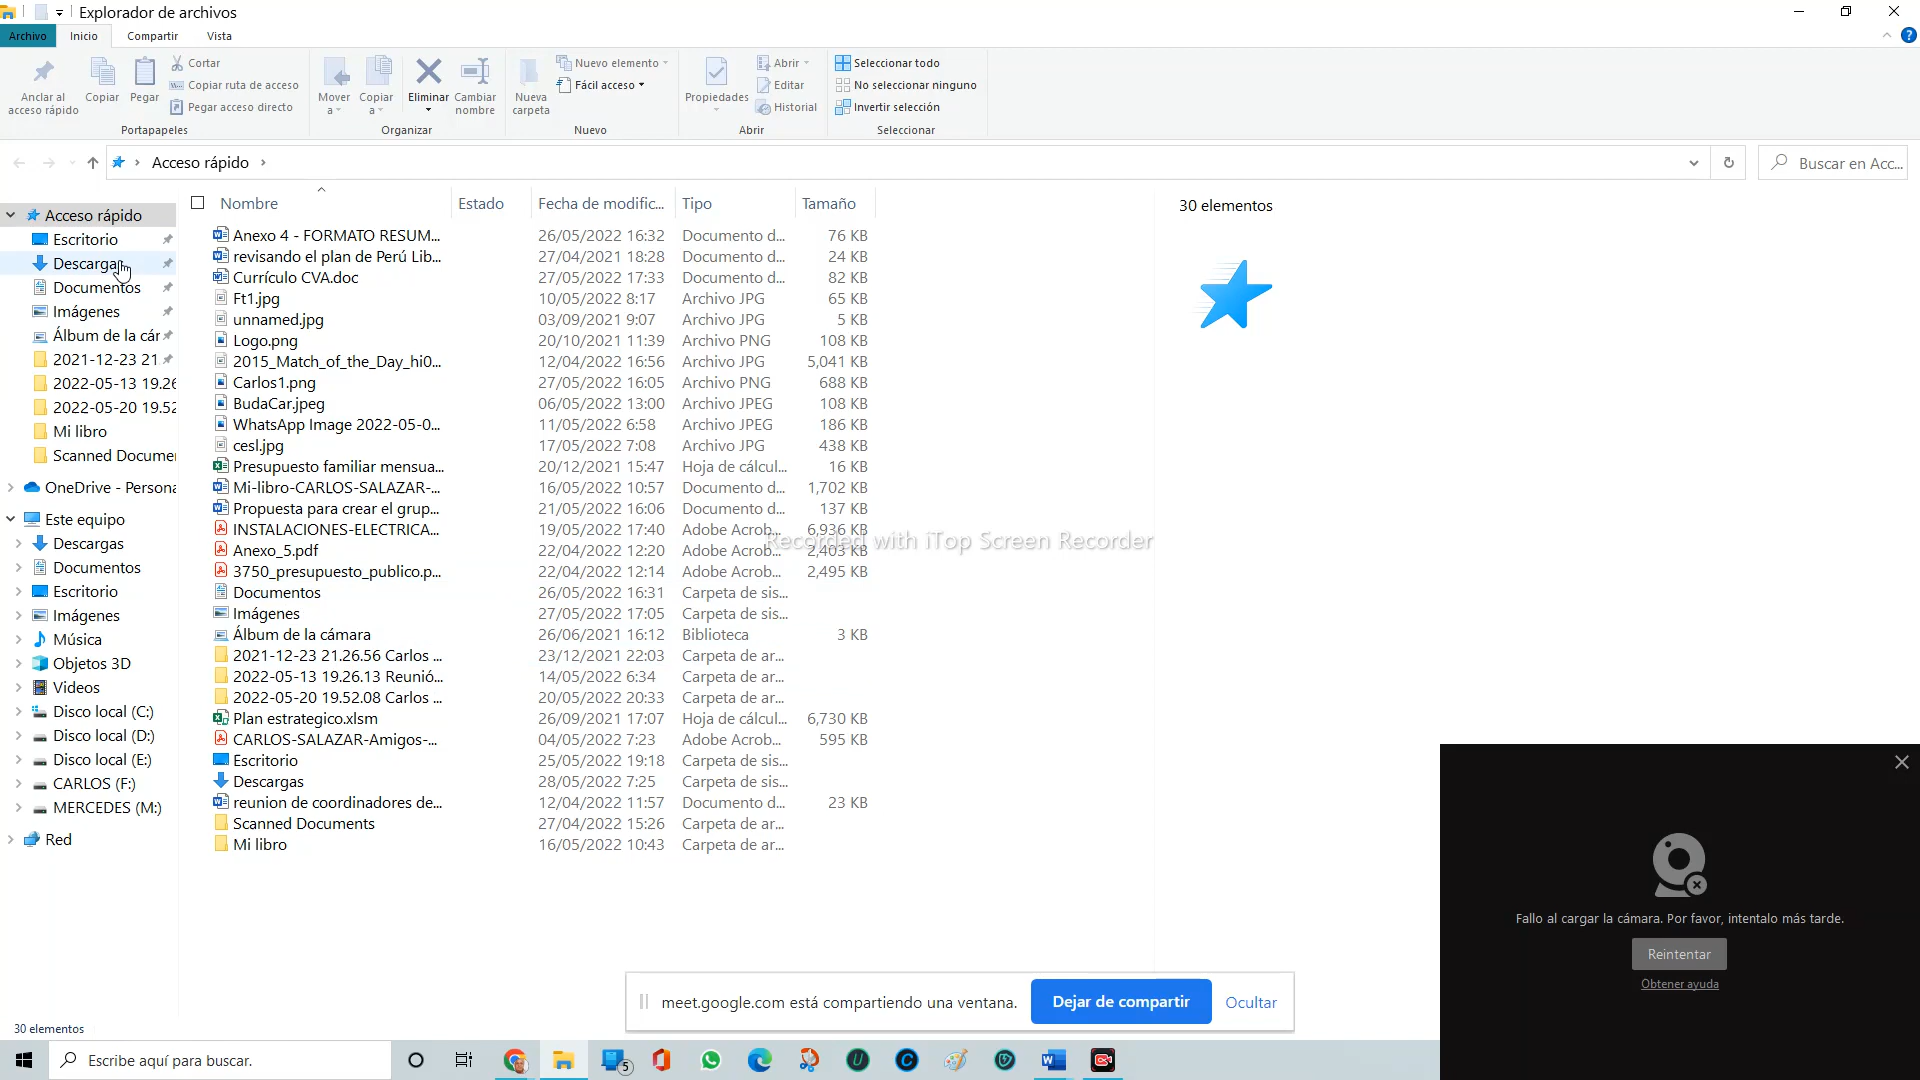 Explorador de archivos
Archivo Inicio Compartir Vista
Anclar al acceso rápido
Copiar
Pegar
Cortar
Copiar ruta de acceso
Pegar acceso directo
Portapapeles
Mover a
Copiar a
Eliminar
Cambiar nombre
Organizar
Nueva carpeta
Nuevo elemento
Fácil acceso
Nuevo
Propiedades
Abrir
Editar
Historial
Abrir
Seleccionar todo
No seleccionar ninguno
Invertir selección
Seleccionar
Acceso rápido
Buscar en Acc...
Acceso rápido
Escritorio
Descargas
Documentos
Imágenes
Álbum de la cár
2021-12-23 21.
2022-05-13 19.26
2022-05-20 19.52
Mi libro
Scanned Documer
OneDrive - Persona
Este equipo
Descargas
Documentos
Escritorio
Imágenes
Música
Objetos 3D
Videos
Disco local (C:)
Disco local (D:)
Disco local (E:)
CARLOS (F:)
MERCEDES (M:)
Red
Nombre Estado Fecha de modific... Tipo Tamaño
Anexo 4 - FORMATO RESUM... 26/05/2022 16:32 Documento d... 76 KB
revisando el plan de Perú Lib... 27/04/2021 18:28 Documento d... 24 KB
Currículo CVA.doc 27/05/2022 17:33 Documento d... 82 KB
Ft1.jpg 10/05/2022 8:17 Archivo JPG 65 KB
unnamed.jpg 03/09/2021 9:07 Archivo JPG 5 KB
Logo.png 20/10/2021 11:39 Archivo PNG 108 KB
2015_Match_of_the_Day_hi0... 12/04/2022 16:56 Archivo JPG 5,041 KB
Carlos1.png 27/05/2022 16:05 Archivo PNG 688 KB
BudaCar.jpeg 06/05/2022 13:00 Archivo JPEG 108 KB
WhatsApp Image 2022-05-0... 11/05/2022 6:58 Archivo JPEG 186 KB
cesl.jpg 17/05/2022 7:08 Archivo JPG 438 KB
Presupuesto familiar mensua... 20/12/2021 15:47 Hoja de cálcul... 16 KB
Mi-libro-CARLOS-SALAZAR-... 16/05/2022 10:57 Documento d... 1,702 KB
Propuesta para crear el grup... 21/05/2022 16:06 Documento d... 137 KB
INSTALACIONES-ELECTRICA... 19/05/2022 17:40 Adobe Acrob... 6,936 KB
Anexo_5.pdf 22/04/2022 12:20 Adobe Acrob... 2,403 KB
3750_presupuesto_publico.p... 22/04/2022 12:14 Adobe Acrob... 2,495 KB
Documentos 26/05/2022 16:31 Carpeta de sis...
Imágenes 27/05/2022 17:05 Carpeta de sis...
Álbum de la cámara 26/06/2021 16:12 Biblioteca 3 KB
2021-12-23 21.26.56 Carlos ... 23/12/2021 22:03 Carpeta de ar...
2022-05-13 19.26.13 Reunió... 14/05/2022 6:34 Carpeta de ar...
2022-05-20 19.52.08 Carlos ... 20/05/2022 20:33 Carpeta de ar...
Plan estrategico.xlsm 26/09/2021 17:07 Hoja de cálcul... 6,730 KB
CARLOS-SALAZAR-Amigos-... 04/05/2022 7:23 Adobe Acrob... 595 KB
Escritorio 25/05/2022 19:18 Carpeta de sis...
Descargas 28/05/2022 7:25 Carpeta de sis...
reunion de coordinadores de... 12/04/2022 11:57 Documento d... 23 KB
Scanned Documents 27/04/2022 15:26 Carpeta de ar...
Mi libro 16/05/2022 10:43 Carpeta de ar...
30 elementos
Recorded with iTop Screen Recorder
Fallo al cargar la cámara. Por favor, intentalo más tarde.
Reintentar
Obtener ayuda
meet.google.com está compartiendo una ventana. Dejar de compartir Ocultar
30 elementos
Escribe aquí para buscar.
5